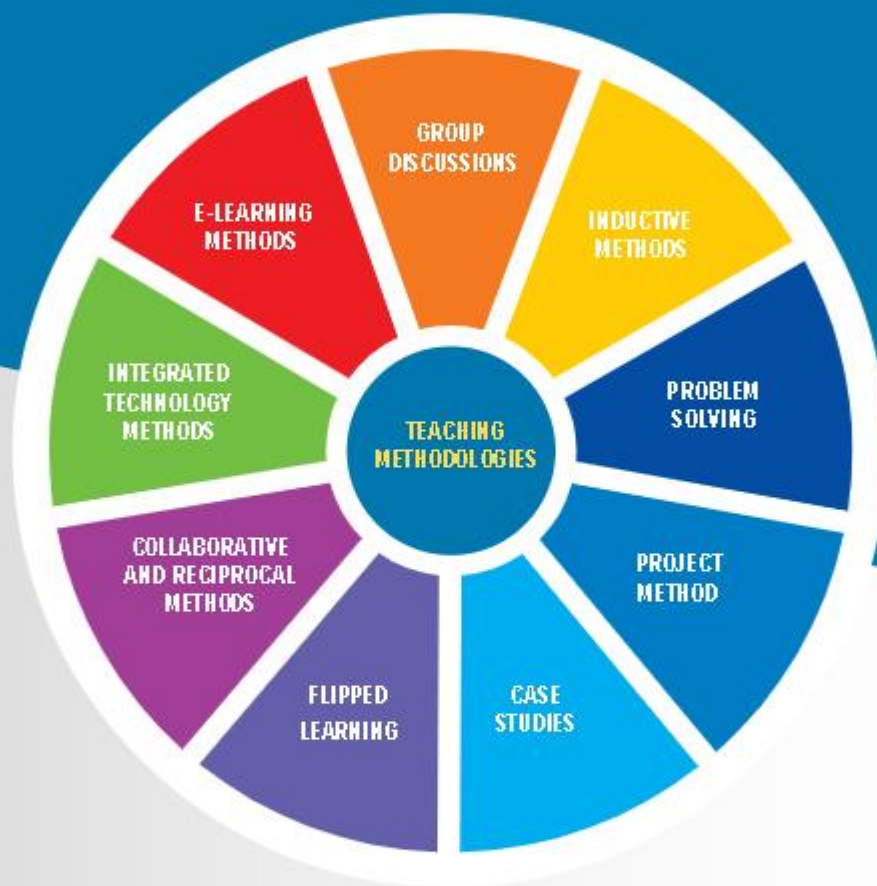 GROUP
DISCUSSIONS
INDUCTIVE
METHODS
PROBLEM
SOLVING
PROJECT
METHOD
CASE
STUDIES
FLIPPED
LEARNING
COLLABORATIVE
AND RECIPROCAL
METHODS
INTEGRATED
TECHNOLOGY
METHODS
E-LEARNING
METHODS
TEACHING
METHODOLOGIES